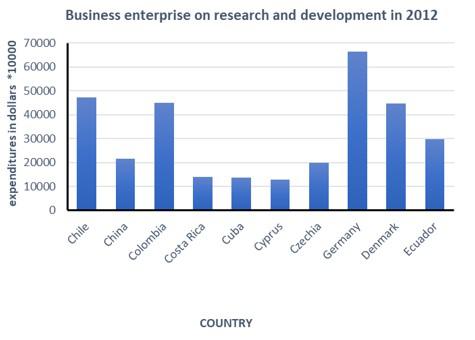 Business enterprise on research and development in 2012
expenditures in dollars *10000
70000
60000
50000
40000
30000
20000
10000
0
Chile
China
Colombia
Costa Rica
Cuba
Cyprus
Czechia
Germany
Denmark
Ecuador
COUNTRY